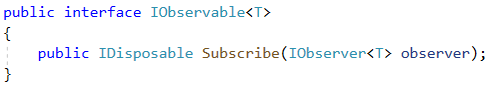 public interface IObservable<T>
{
    public IDisposable Subscribe(IObserver<T> observer);
}